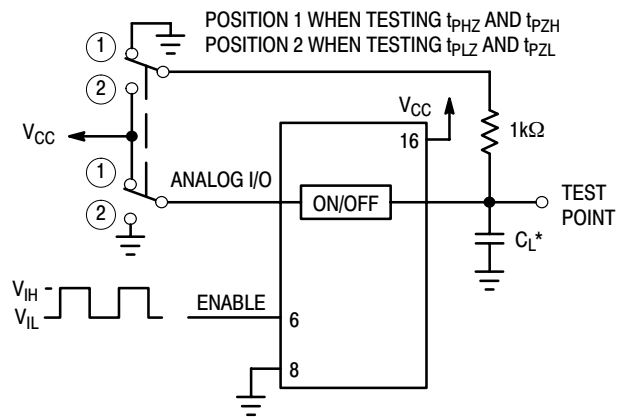 POSITION 1 WHEN TESTING tPHZ AND tPZH
POSITION 2 WHEN TESTING tPLZ AND tPZL
1
2
VCC
VCC
16
1kΩ
1
2
ANALOG I/O
ON/OFF
TEST
POINT
CL*
VIH
VIL
ENABLE
6
8